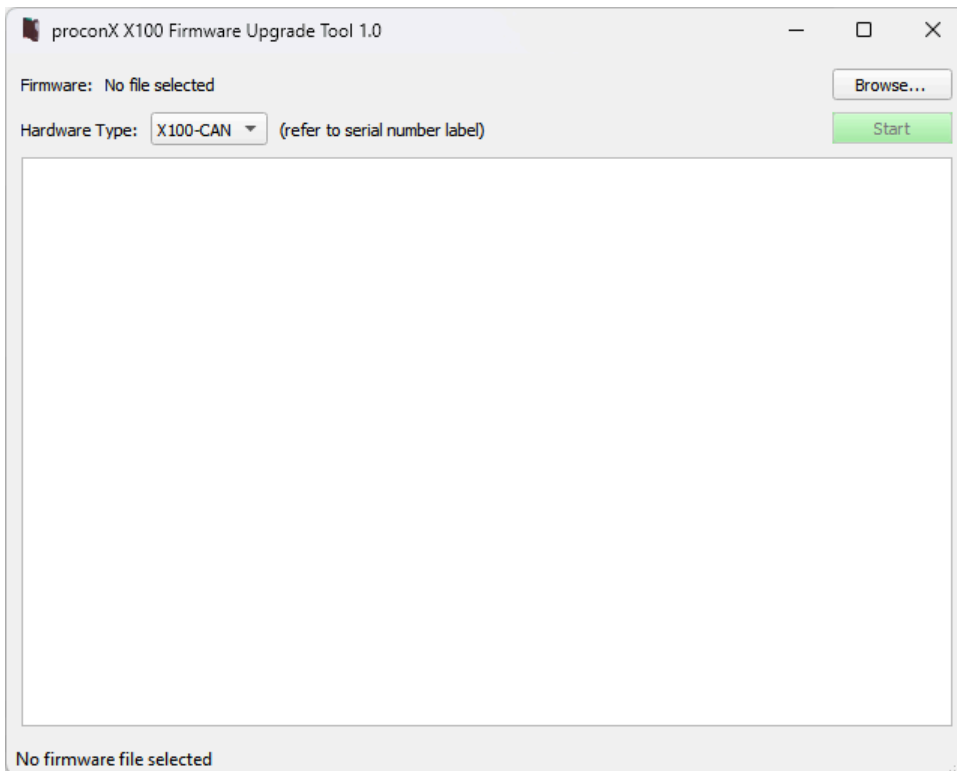 proconX X100 Firmware Upgrade Tool 1.0
Firmware: No file selected Browse...
Hardware Type: X100-CAN (refer to serial number label) Start
No firmware file selected